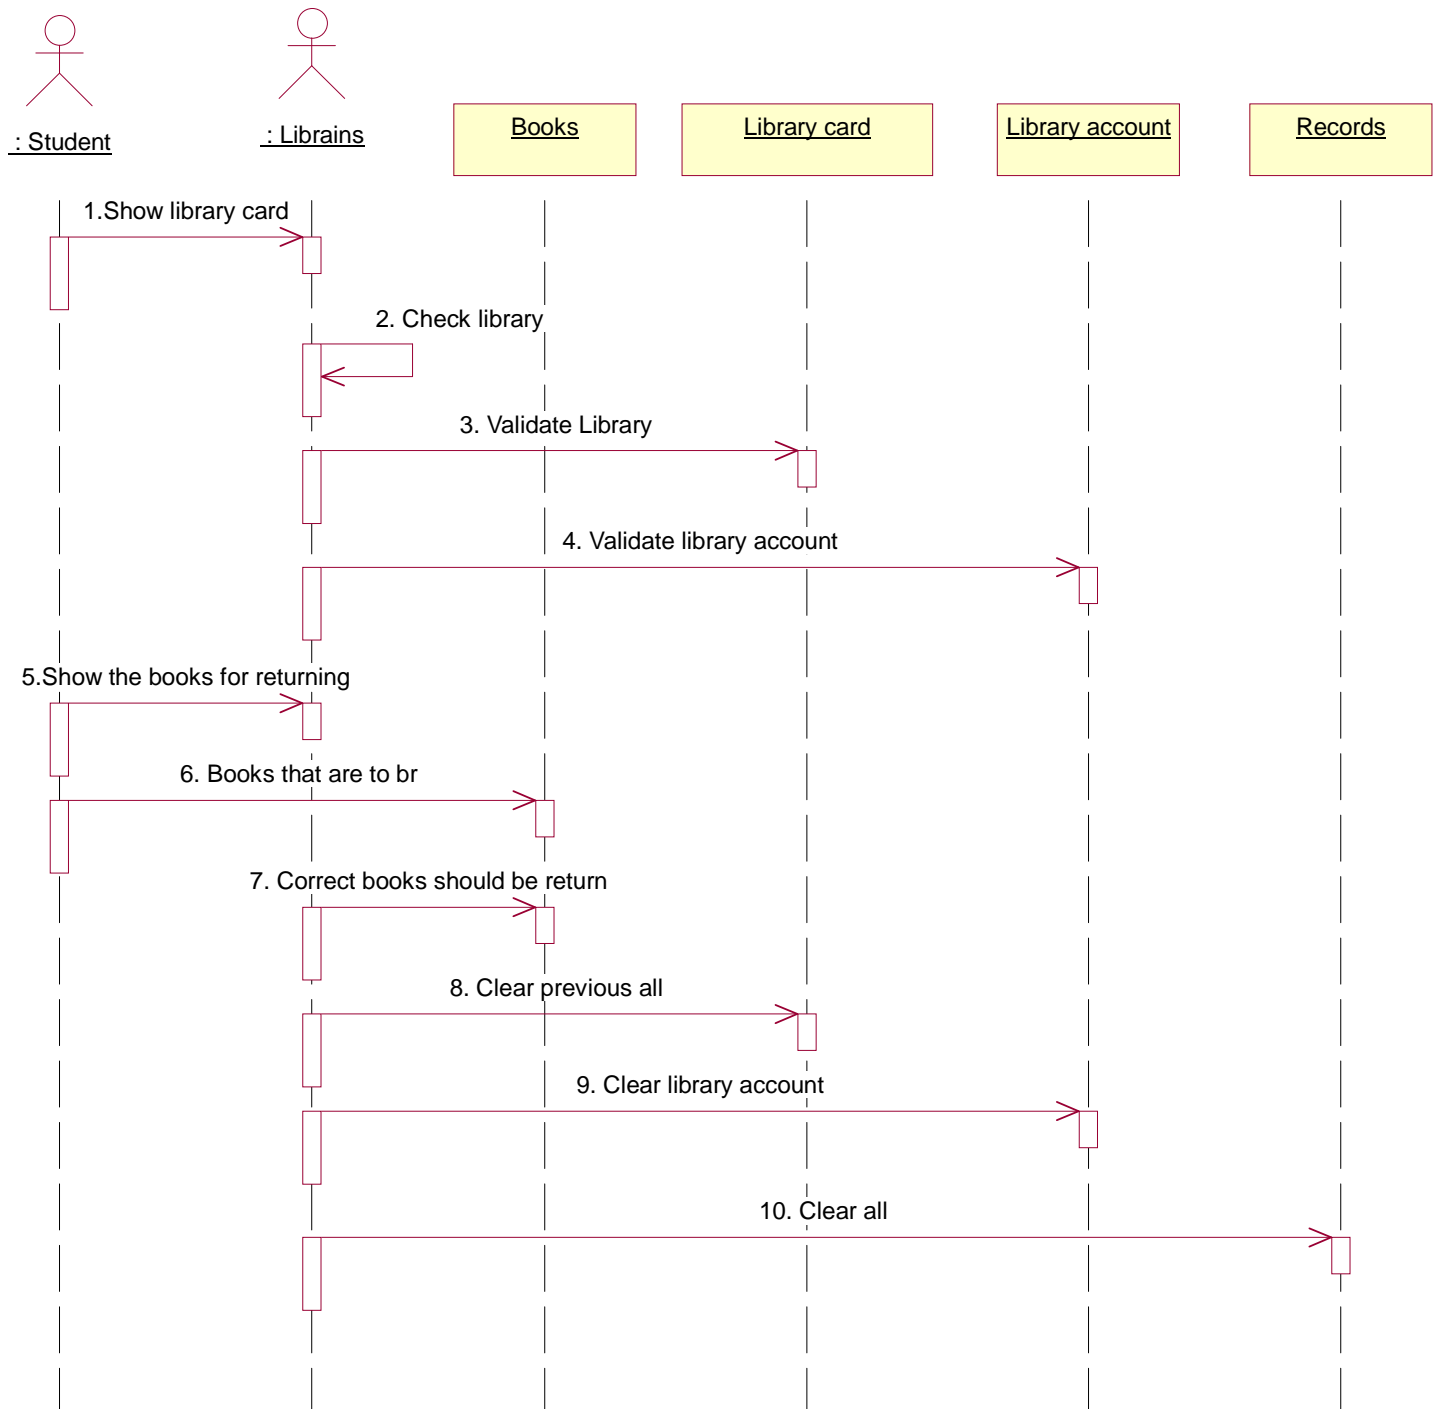 : Student
: Librains
Books
Library card
Library account
Records
1.Show library card
2. Check library
3. Validate Library
4. Validate library account
5.Show the books for returning
6. Books that are to br
7. Correct books should be return
8. Clear previous all
9. Clear library account
10. Clear all